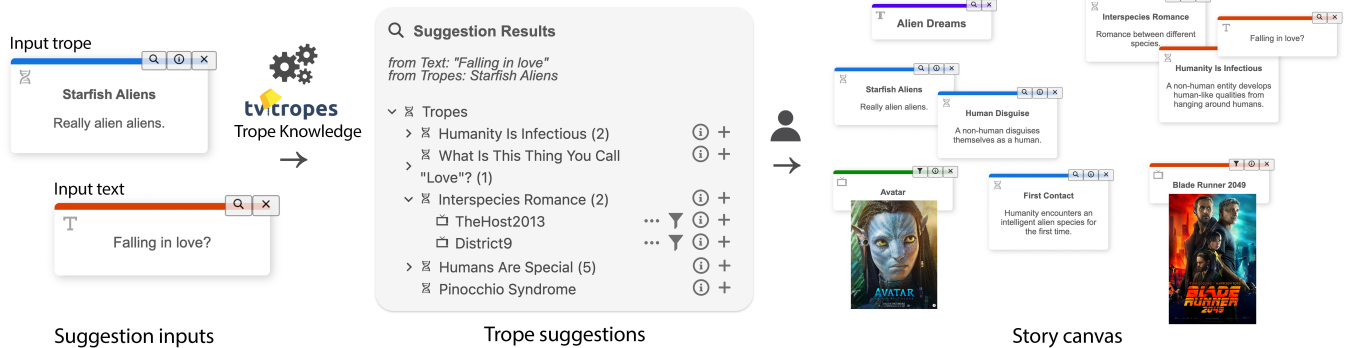 Input trope
Starfish Aliens
Really alien aliens.
Input text
T
Falling in love?
Suggestion inputs
tvtropes
Trope Knowledge
Suggestion Results
from Text: "Falling in love"
from Tropes: Starfish Aliens
Tropes
Humanity Is Infectious (2)
What Is This Thing You Call
"Love"? (1)
Interspecies Romance (2)
TheHost2013
District9
Humans Are Special (5)
Pinocchio Syndrome
Trope suggestions
T
Alien Dreams
Interspecies Romance
Romance between different
species.
Falling in love?
Humanity Is Infectious
A non-human entity develops
human-like qualities from
hanging around humans.
Starfish Aliens
Really alien aliens.
Human Disguise
A non-human disguises
themselves as a human.
Avatar
AVATAR
First Contact
Humanity encounters an
intelligent alien species for
the first time.
Blade Runner 2049
BLADE
RUNNER
2049
Story canvas